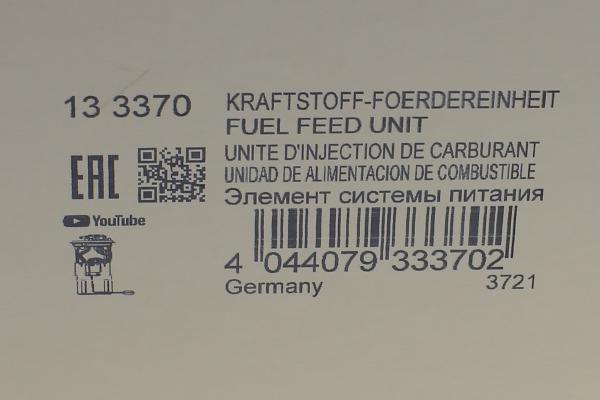 13 3370
KRAFTSTOFF-FOERDEREINHEIT
FUEL FEED UNIT
UNITE D'INJECTION DE CARBURANT
UNIDAD DE ALIMENTACION DE COMBUSTIBLE
Элемент системы питания
EAC
YouTube
4 044079 333702
Germany
3721